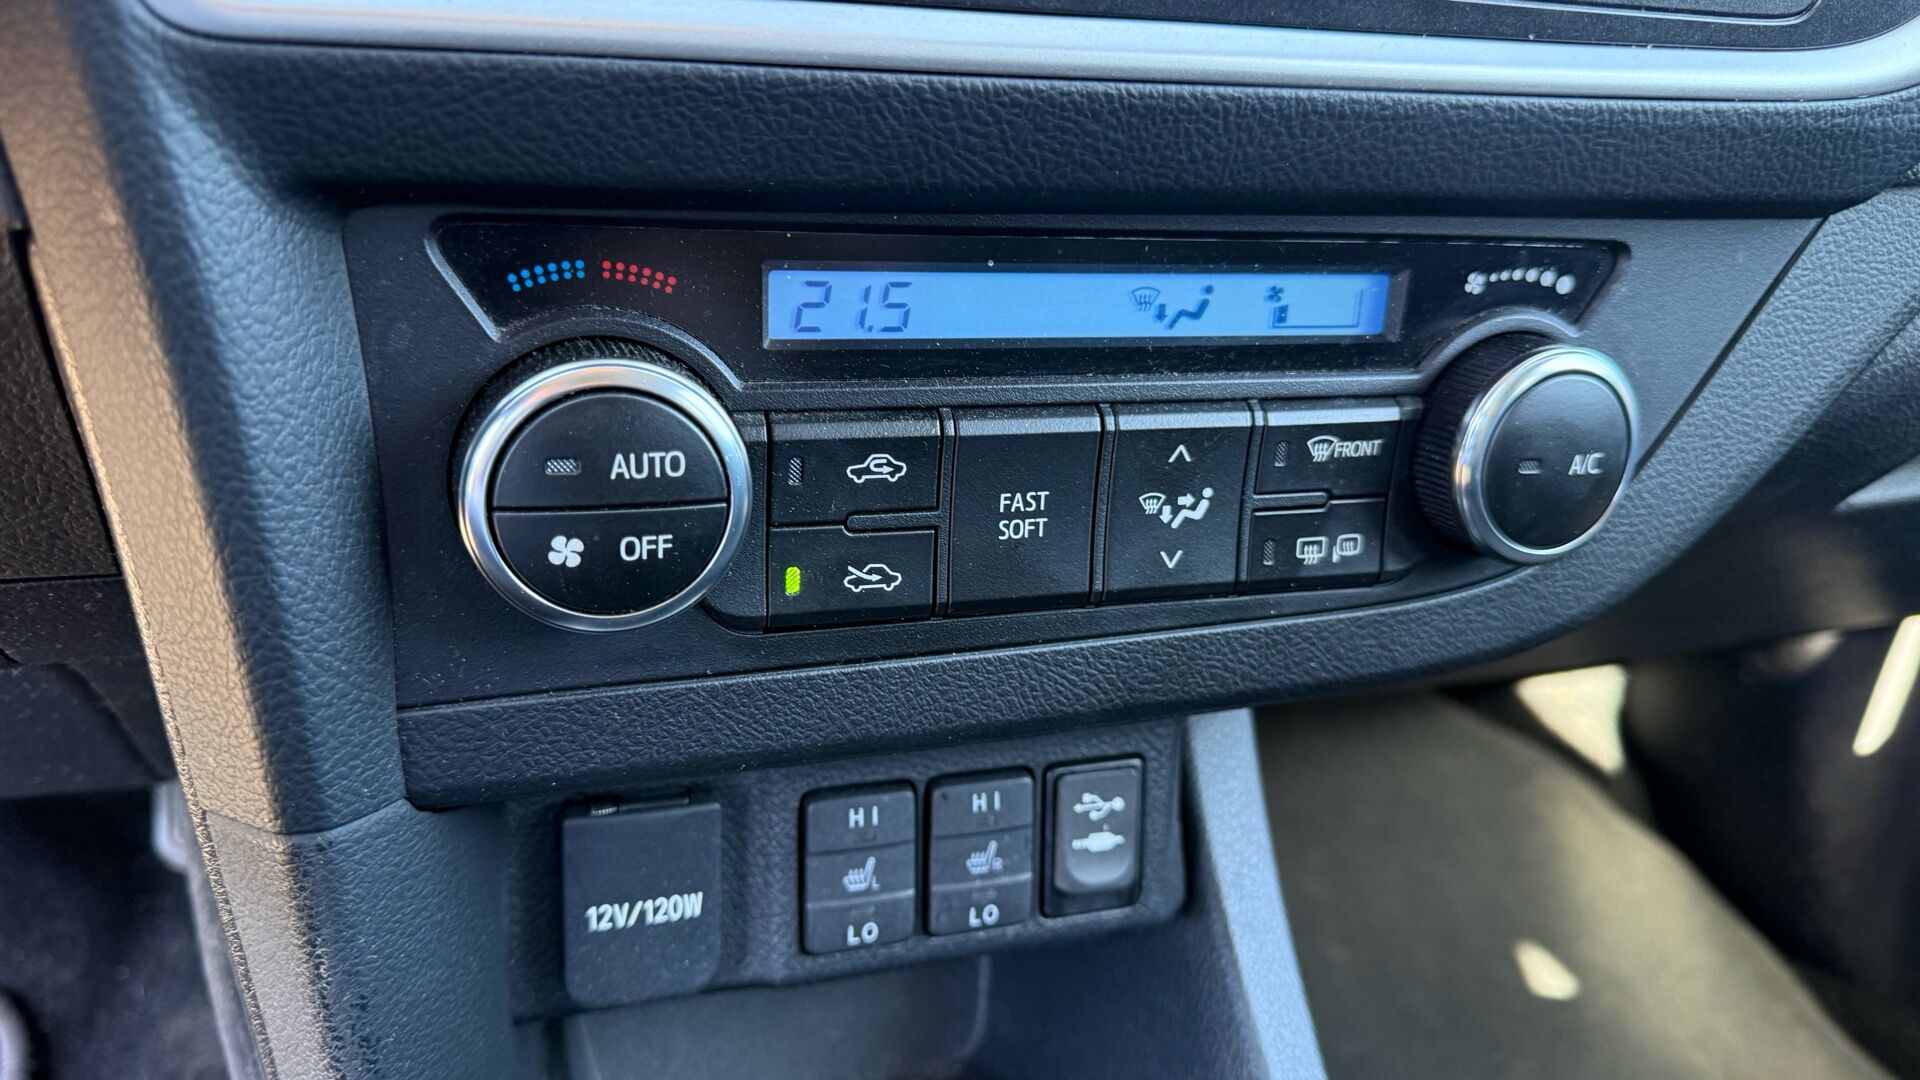 21.5
AUTO
OFF
FAST
SOFT
FRONT
A/C
12V/120W
HI
L
LO
HI
R
LO